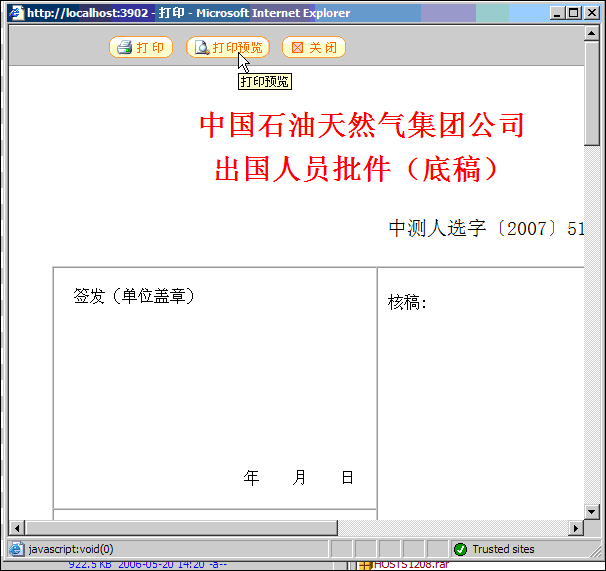 http://localhost:3902 - 打印 - Microsoft Internet Explorer
打印 打印预览 关闭
打印预览
中国石油天然气集团公司
出国人员批件（底稿）
中测人选字〔2007〕51
签发（单位盖章）
核稿:
年 月 日
javascript:void(0) Trusted sites
922.5 KB 2006-05-20 14:20 -a-- HOSTS1208.rar